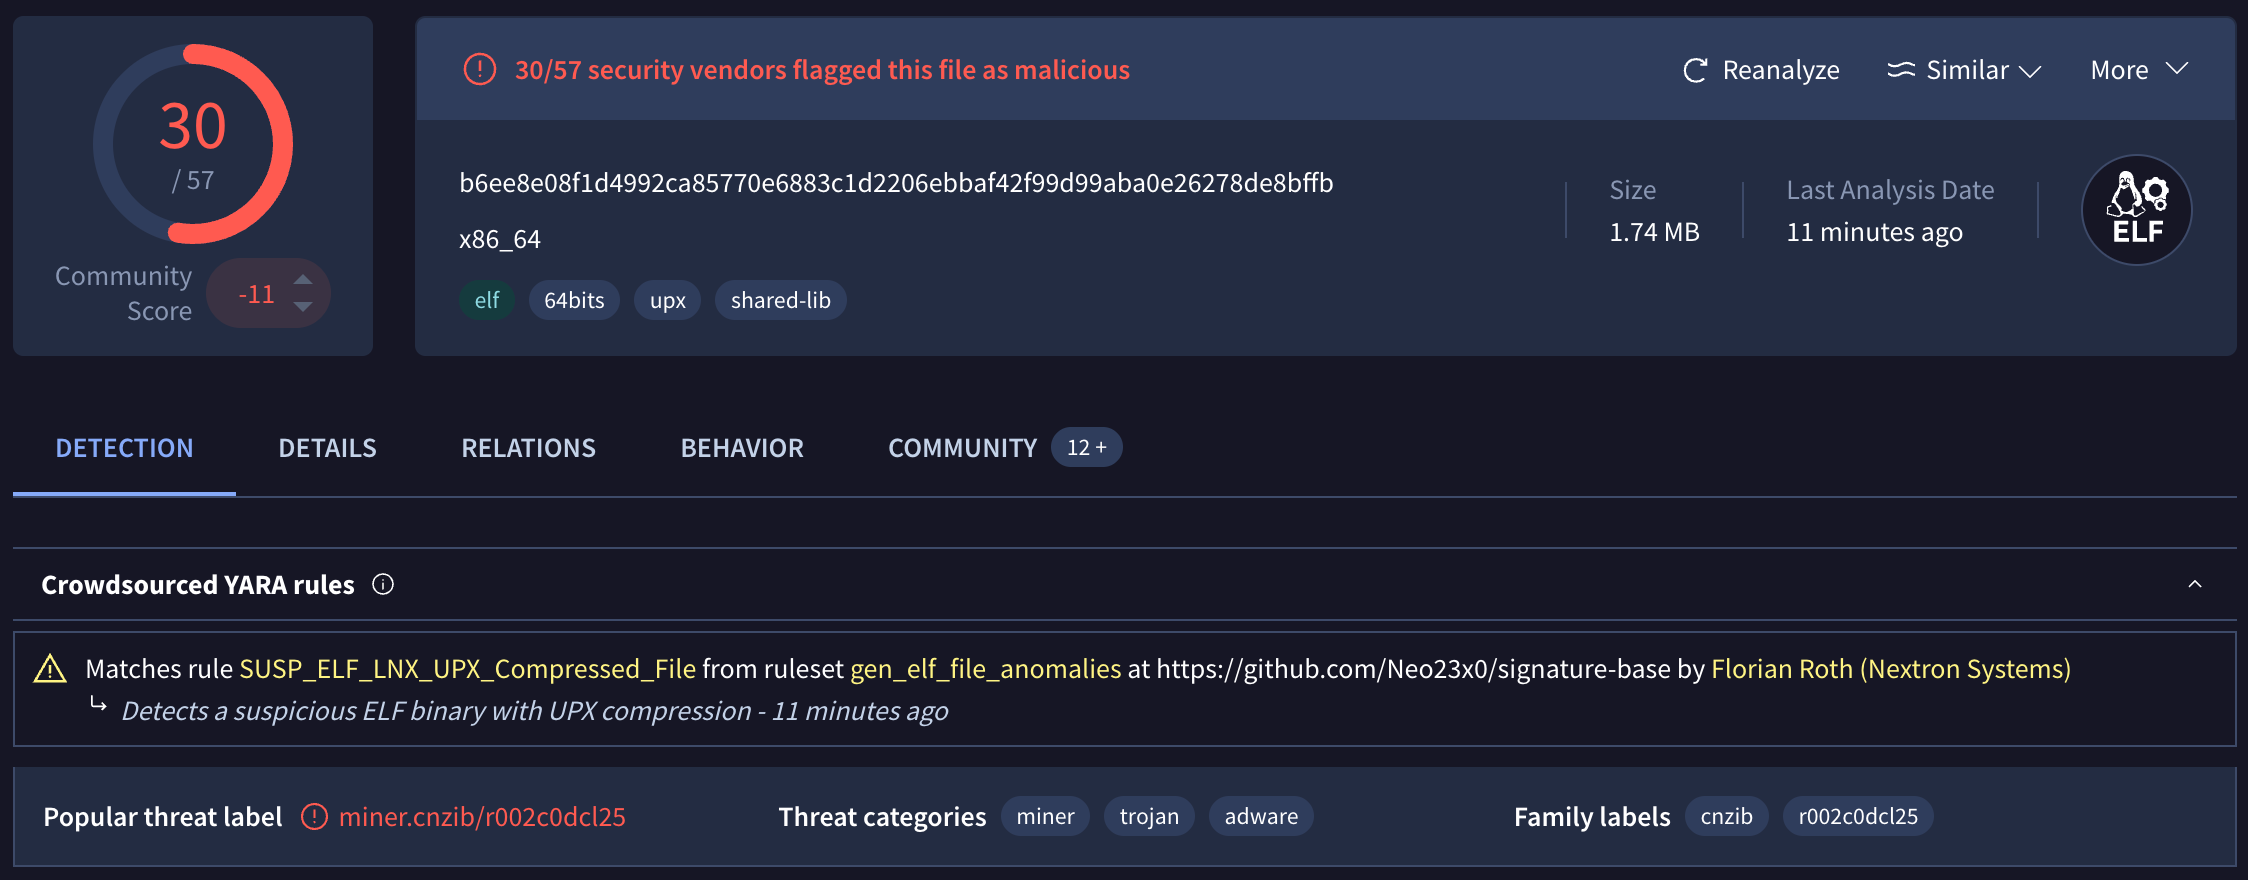 30
/ 57
Community
Score
-11
30/57 security vendors flagged this file as malicious
Reanalyze
Similar
More
b6ee8e08f1d4992ca85770e6883c1d2206ebbaf42f99d99aba0e26278de8bffb
x86_64
elf 64bits upx shared-lib
Size
1.74 MB
Last Analysis Date
11 minutes ago
ELF
DETECTION DETAILS RELATIONS BEHAVIOR COMMUNITY 12 +
Crowdsourced YARA rules
Matches rule SUSP_ELF_LNX_UPX_Compressed_File from ruleset gen_elf_file_anomalies at https://github.com/Neo23x0/signature-base by Florian Roth (Nextron Systems)
Detects a suspicious ELF binary with UPX compression - 11 minutes ago
Popular threat label miner.cnzib/r002c0dcl25 Threat categories miner trojan adware Family labels cnzib r002c0dcl25